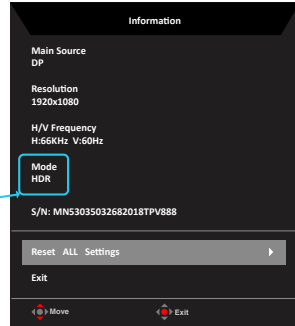 Information
Main Source
DP
Resolution
1920x1080
H/V Frequency
H:66KHz V:60Hz
Mode
HDR
S/N: MN53035032682018TPV888
Reset ALL Settings
Exit
Move Exit